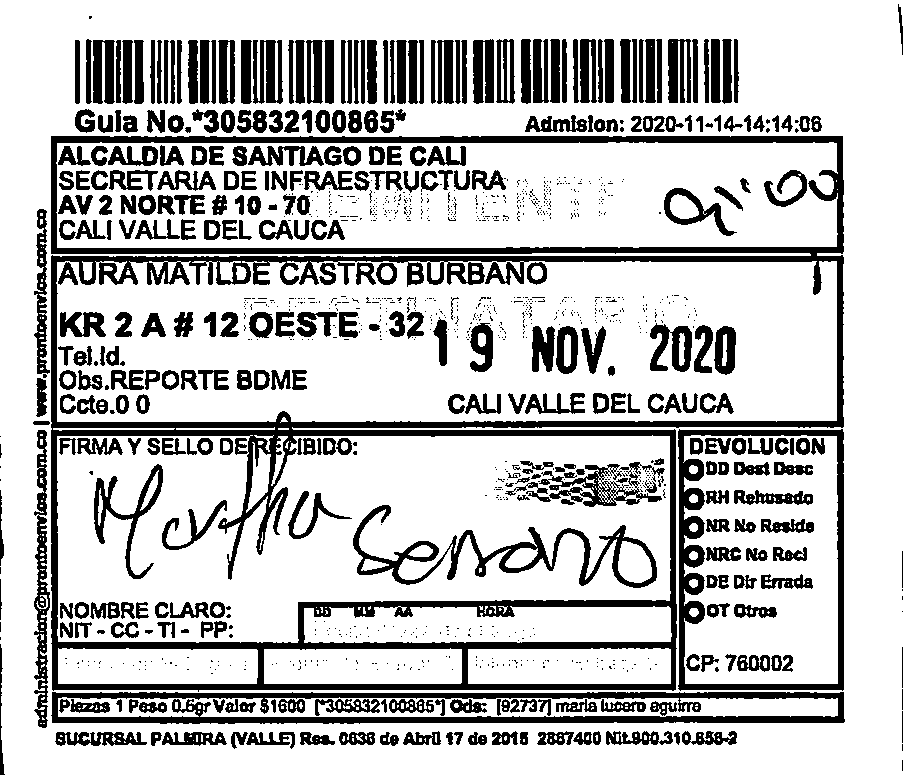 Guia No.*305832100865*
Admision: 2020-11-14-14:14:06
ALCALDIA DE SANTIAGO DE CALI
SECRETARIA DE INFRAESTRUCTURA
AV 2 NORTE # 10 - 70
CALI VALLE DEL CAUCA
REMITENTE
AURA MATILDE CASTRO BURBANO
DESTINATARIO
KR 2 A # 12 OESTE - 32
19 NOV. 2020
Tel.Id.
Obs.REPORTE BDME
Ccte.0 0
CALI VALLE DEL CAUCA
administracion@prontoenvios.com.co | www.prontoenvios.com.co
FIRMA Y SELLO DE RECIBIDO:
Martha Serrano
NOMBRE CLARO:
NIT - CC - TI - PP:
DD MM AA HORA
DEVOLUCION
DD Dest Desc
RH Rehusado
NR No Reside
NRC No Recl
DE Dir Errada
OT Otros
CP: 760002
Piezas 1 Peso 0.5gr Valor $1600 [*305832100865*] Ods: [92737] maria lucero aguirre
SUCURSAL PALMIRA (VALLE) Res. 0636 de Abril 17 de 2015 2887400 Nit.900.310.856-2